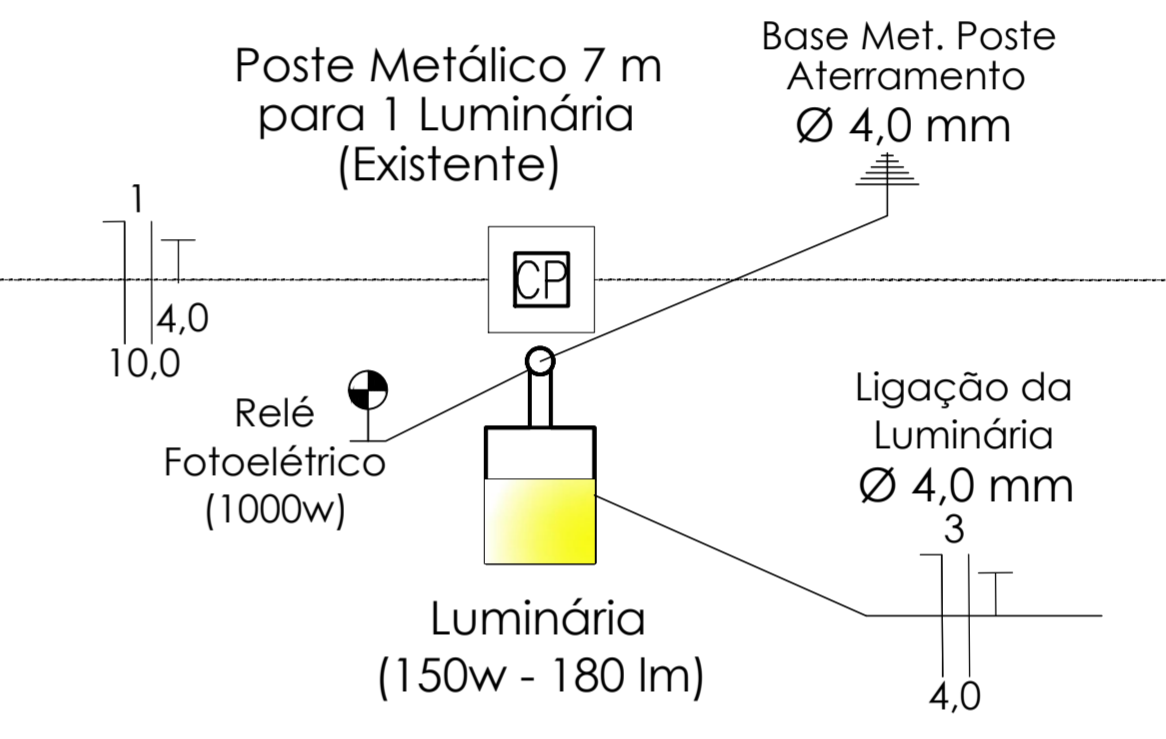 Base Met. Poste
Aterramento
Ø 4,0 mm
Poste Metálico 7 m
para 1 Luminária
(Existente)
1
4,0
10,0
CP
Relé
Fotoelétrico
(1000w)
Ligação da
Luminária
Ø 4,0 mm
3
4,0
Luminária
(150w - 180 lm)